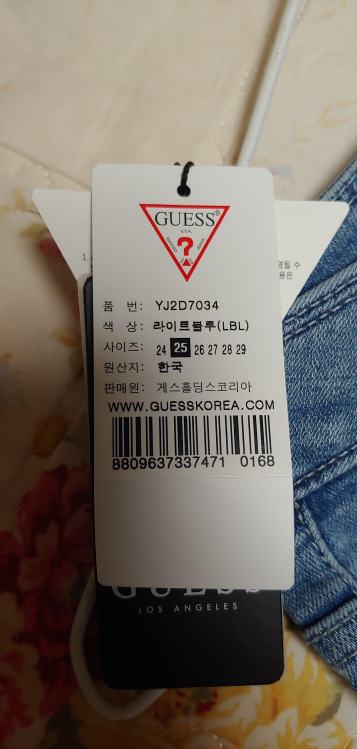 GUESS®
U.S.A.
?
품 번: YJ2D7034
색 상: 라이트블루(LBL)
사이즈: 24 25 26 27 28 29
원산지: 한국
판매원: 게스홀딩스코리아
WWW.GUESSKOREA.COM
8809637337471 0168
GUESS
LOS ANGELES